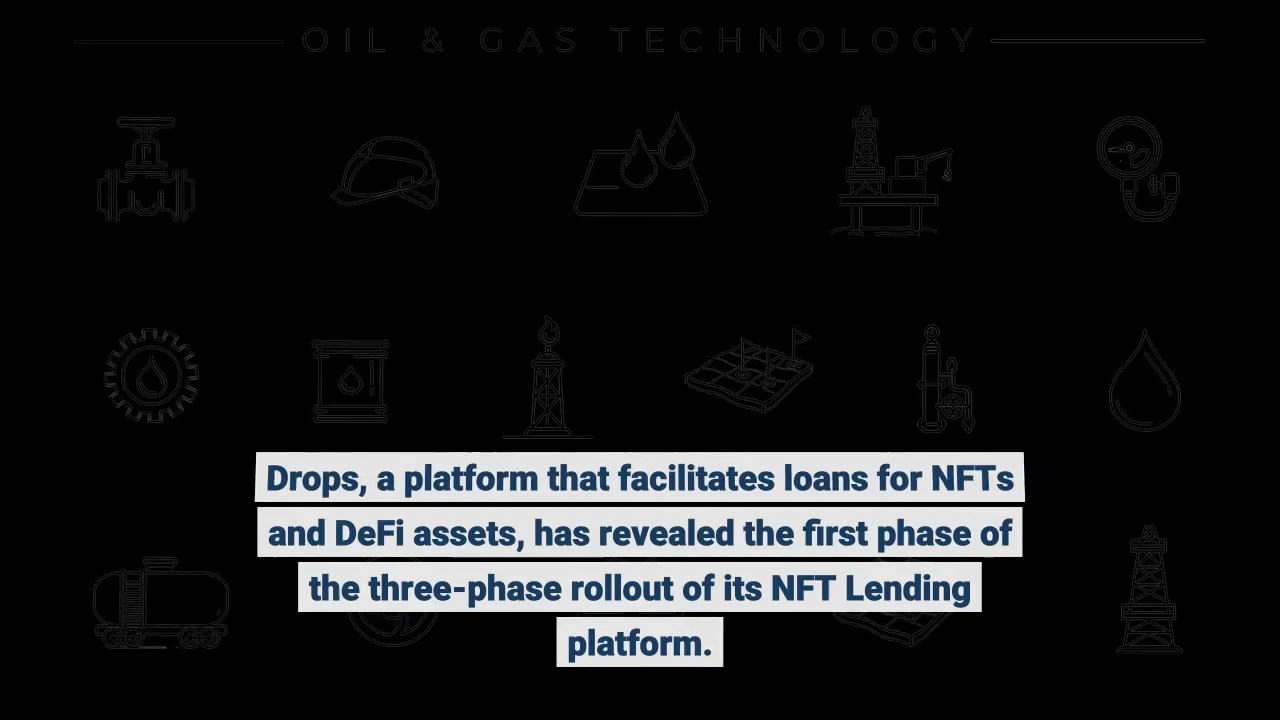 OIL & GAS TECHNOLOGY
Drops, a platform that facilitates loans for NFTs
and DeFi assets, has revealed the first phase of
the three-phase rollout of its NFT Lending
platform.